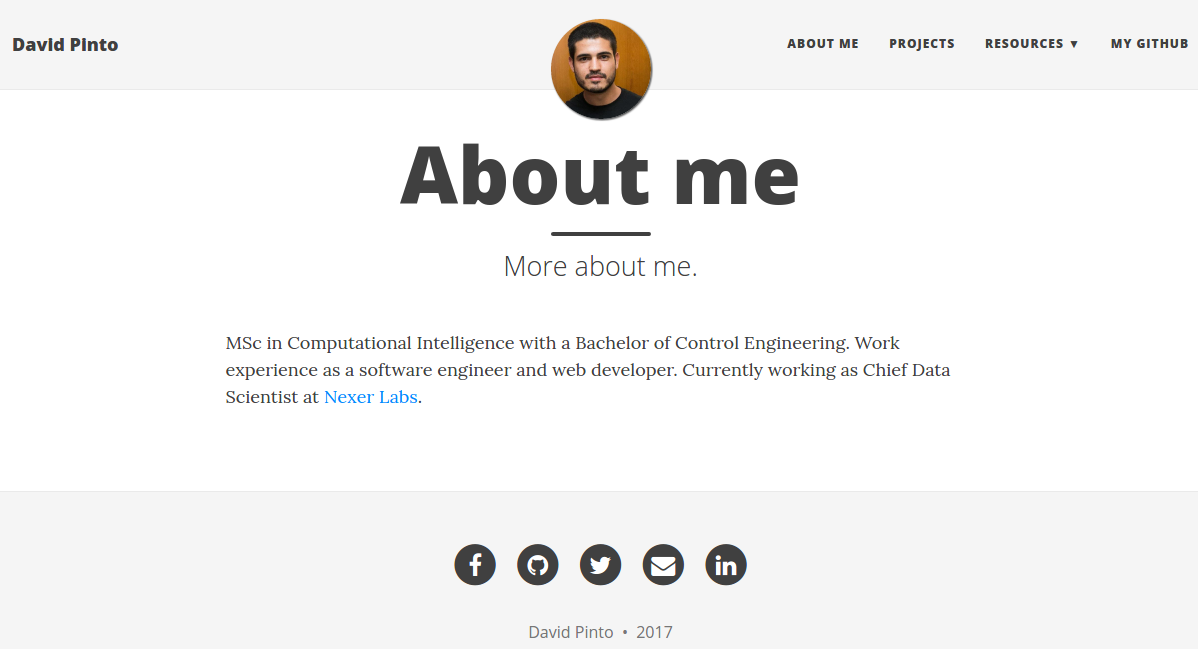 David Pinto
ABOUT ME
PROJECTS
RESOURCES ▼
MY GITHUB
About me
More about me.
MSc in Computational Intelligence with a Bachelor of Control Engineering. Work
experience as a software engineer and web developer. Currently working as Chief Data
Scientist at Nexer Labs.
David Pinto • 2017